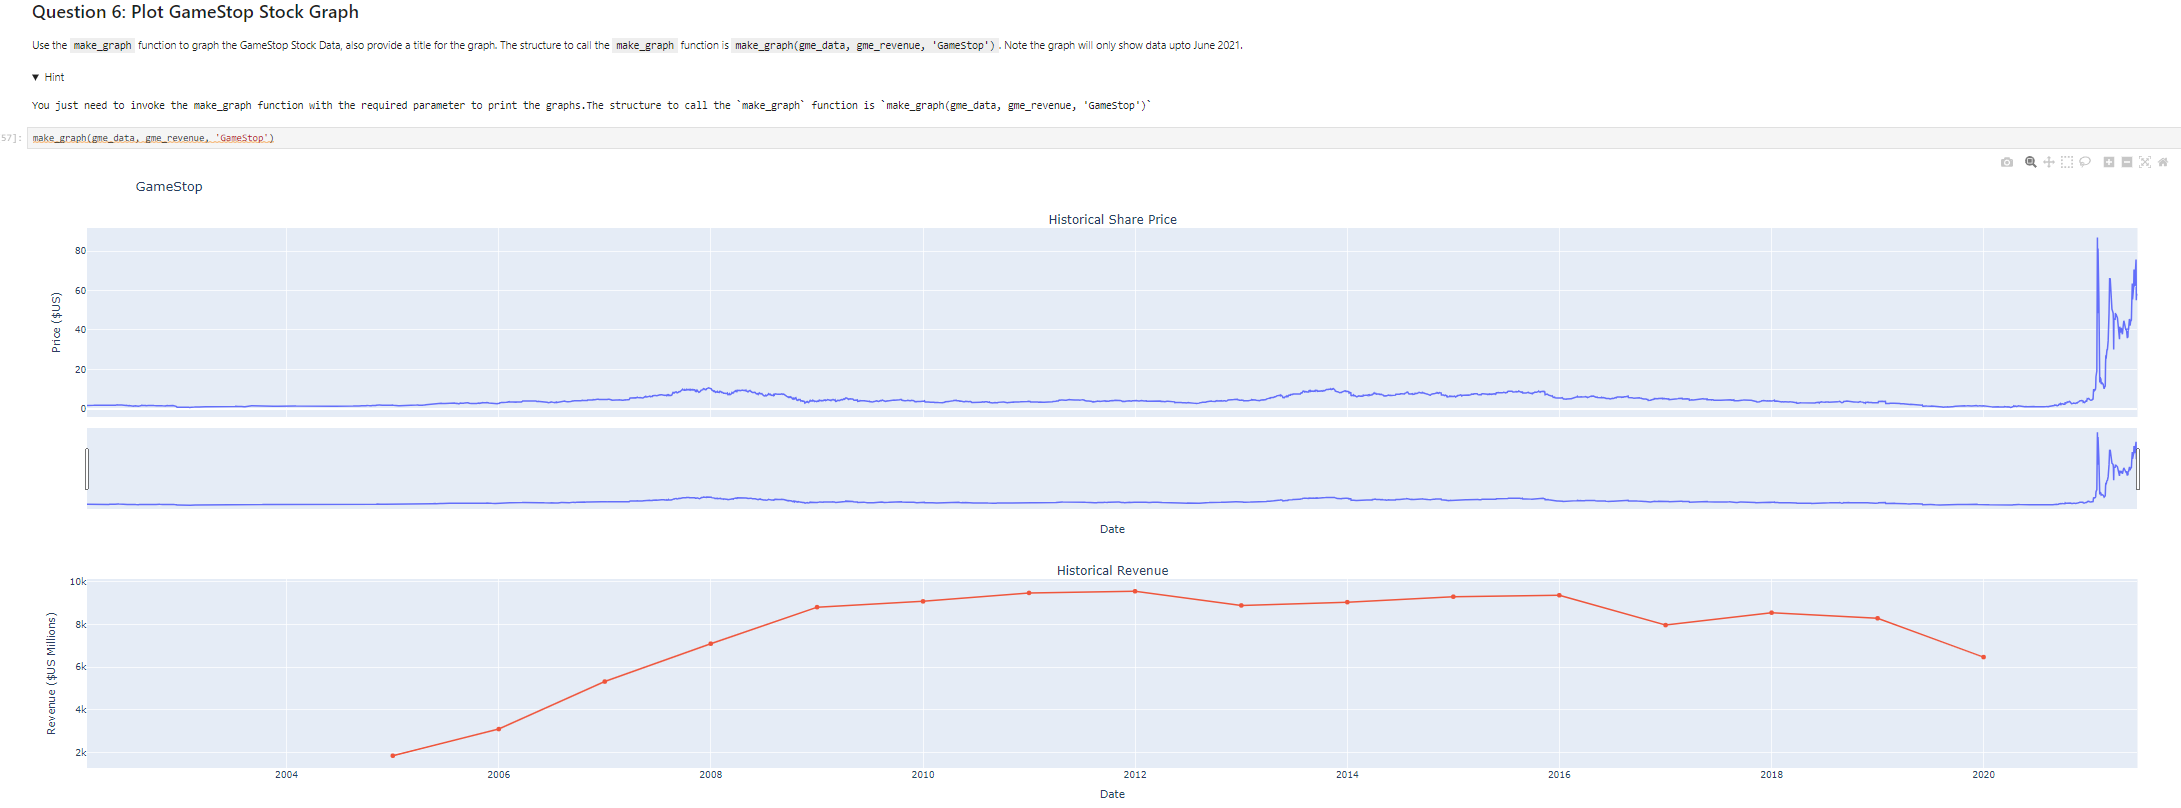 Question 6: Plot GameStop Stock Graph
Use the make_graph function to graph the GameStop Stock Data, also provide a title for the graph. The structure to call the make_graph function is make_graph(gme_data, gme_revenue, 'GameStop'). Note the graph will only show data upto June 2021.
▼ Hint
You just need to invoke the make_graph function with the required parameter to print the graphs.The structure to call the `make_graph` function is `make_graph(gme_data, gme_revenue, 'GameStop')`
57]: make_graph(gme_data, gme_revenue, 'GameStop')
GameStop
Historical Share Price
Price ($US)
80
60
40
20
0
Date
Historical Revenue
Revenue ($US Millions)
10k
8k
6k
4k
2k
2004 2006 2008 2010 2012 2014 2016 2018 2020
Date